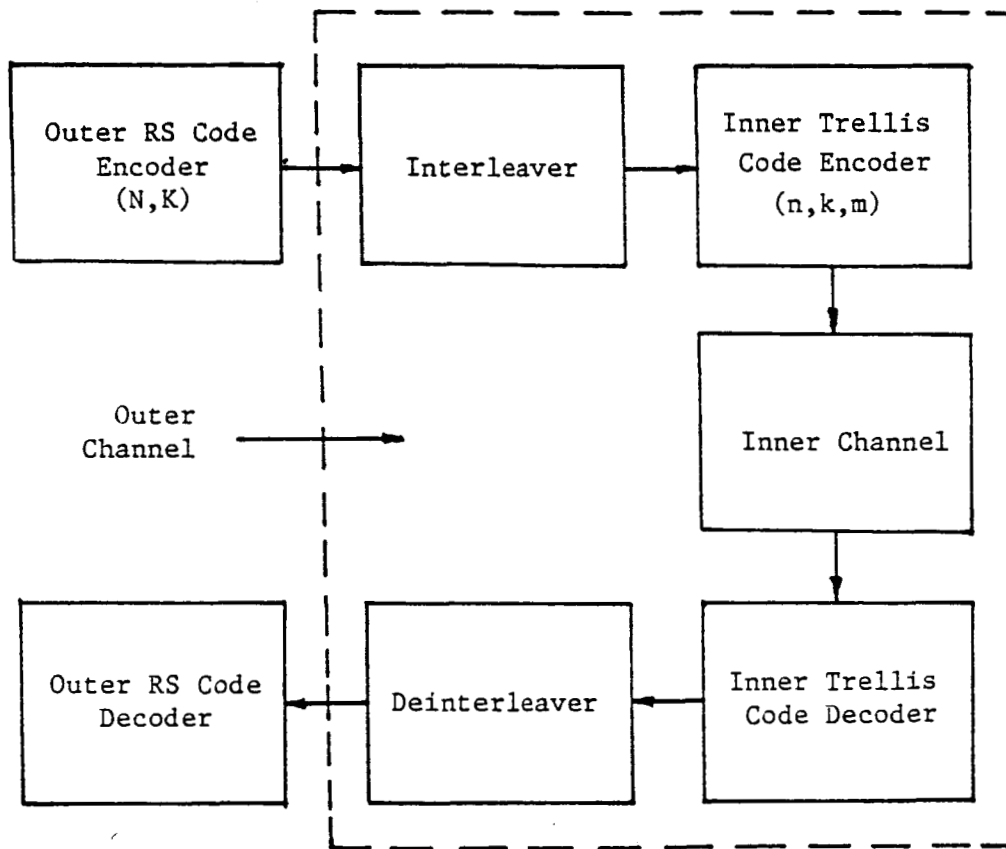 Outer RS Code
Encoder
(N,K)
Interleaver
Inner Trellis
Code Encoder
(n,k,m)
Outer
Channel
Inner Channel
Outer RS Code
Decoder
Deinterleaver
Inner Trellis
Code Decoder